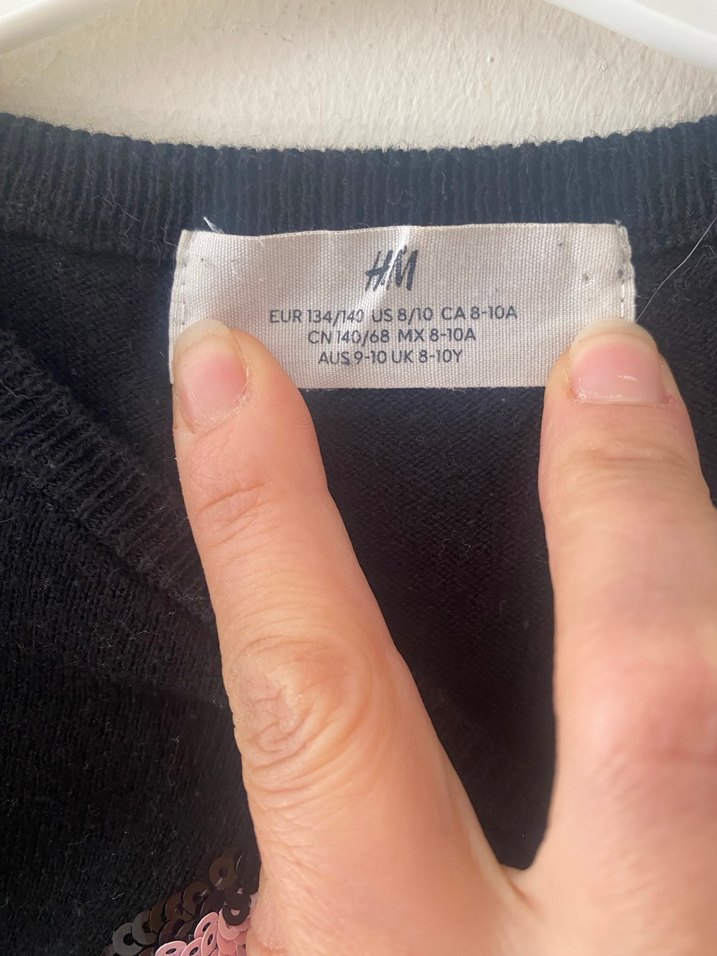 H&M
EUR 134/140 US 8/10 CA 8-10A
CN 140/68 MX 8-10A
AUS 9-10 UK 8-10Y